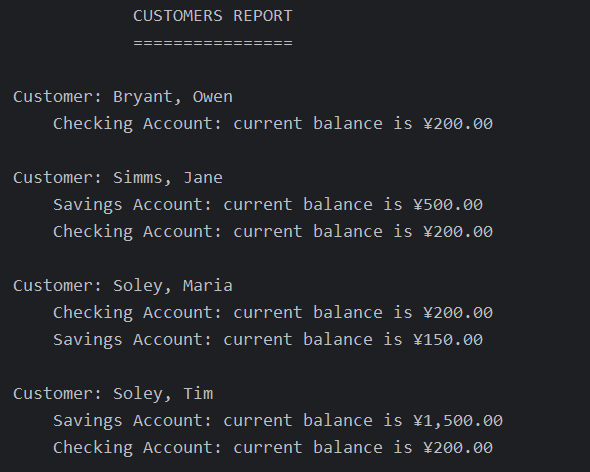 CUSTOMERS REPORT
================
Customer: Bryant, Owen
Checking Account: current balance is ¥200.00
Customer: Simms, Jane
Savings Account: current balance is ¥500.00
Checking Account: current balance is ¥200.00
Customer: Soley, Maria
Checking Account: current balance is ¥200.00
Savings Account: current balance is ¥150.00
Customer: Soley, Tim
Savings Account: current balance is ¥1,500.00
Checking Account: current balance is ¥200.00